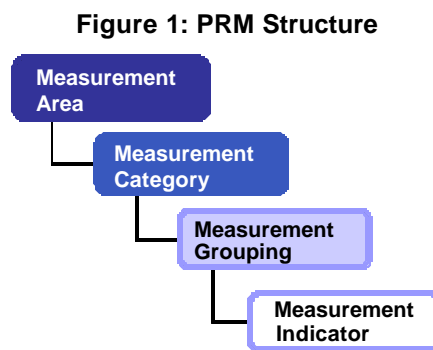 Figure 1: PRM Structure
Measurement
Area
Measurement
Category
Measurement
Grouping
Measurement
Indicator